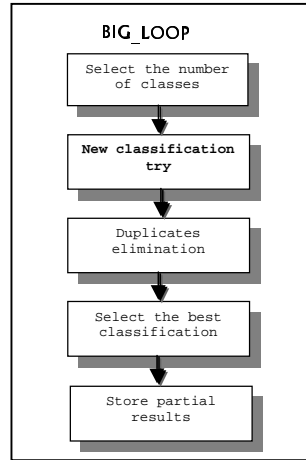 BIG_LOOP
Select the number
of classes
New classification
try
Duplicates
elimination
Select the best
classification
Store partial
results